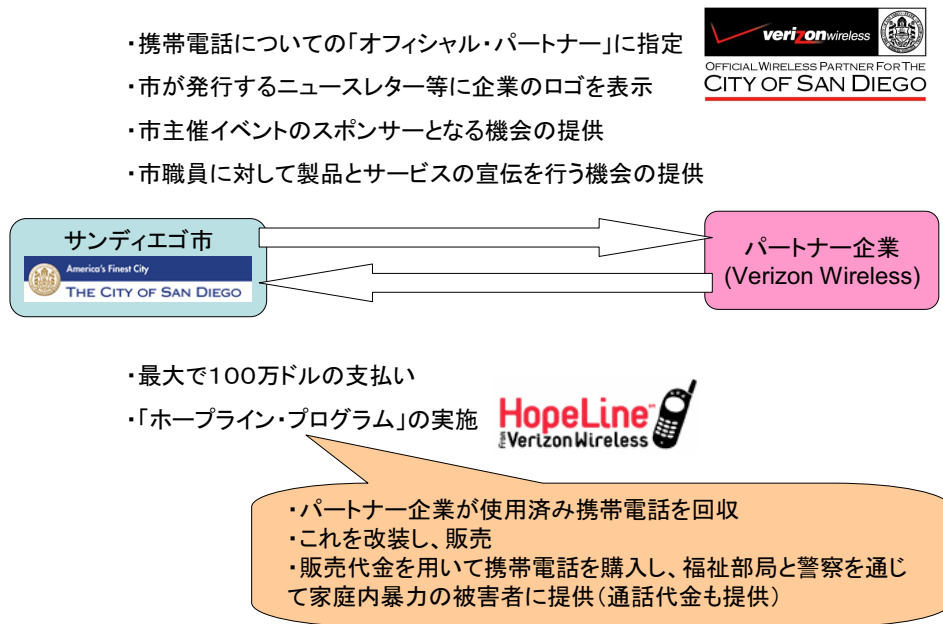 ・携帯電話についての「オフィシャル・パートナー」に指定
・市が発行するニュースレター等に企業のロゴを表示
・市主催イベントのスポンサーとなる機会の提供
・市職員に対して製品とサービスの宣伝を行う機会の提供
verizonwireless
OFFICIAL WIRELESS PARTNER FOR THE
CITY OF SAN DIEGO
サンディエゴ市
America's Finest City
THE CITY OF SAN DIEGO
パートナー企業
(Verizon Wireless)
・最大で100万ドルの支払い
・「ホープライン・プログラム」の実施
HopeLine
from VerizonWireless
・パートナー企業が使用済み携帯電話を回収
・これを改装し、販売
・販売代金を用いて携帯電話を購入し、福祉部局と警察を通じ
て家庭内暴力の被害者に提供（通話代金も提供）